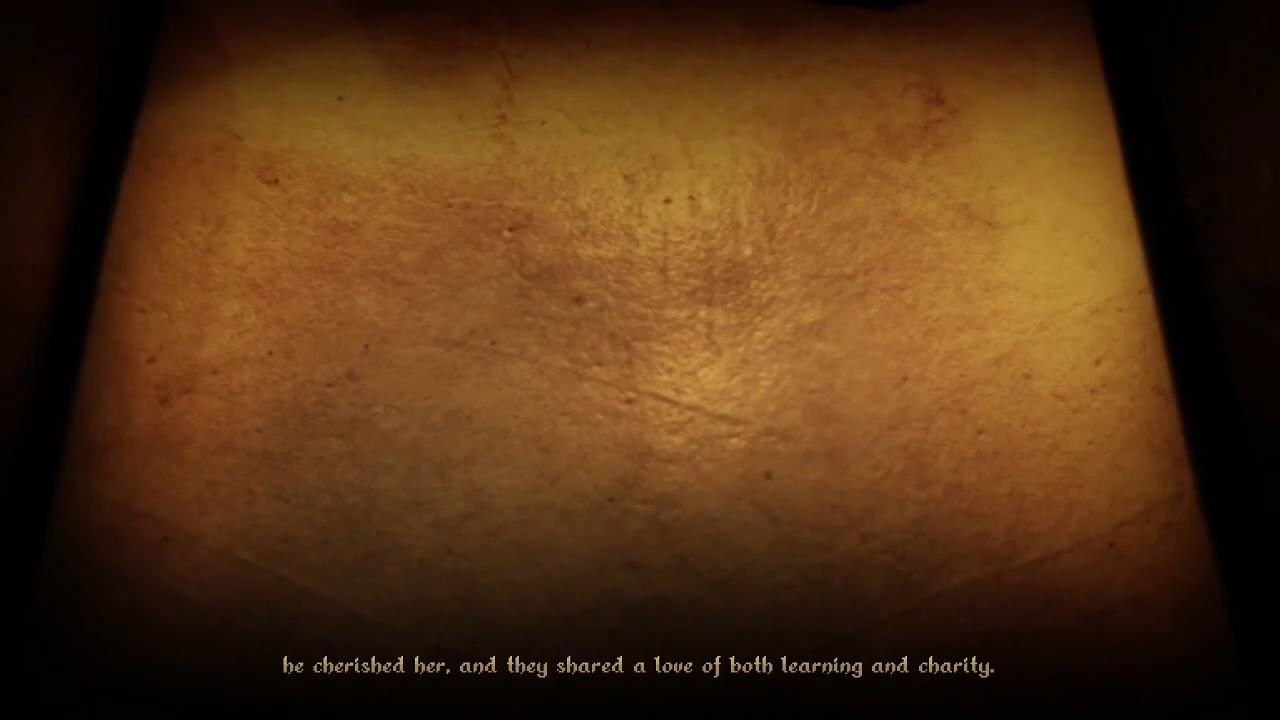 he cherished her, and they shared a love of both learning and charity.